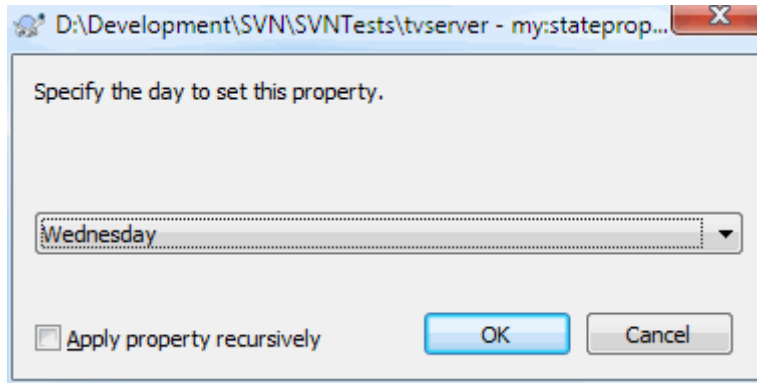 D:\Development\SVN\SVNTests\tvserver - my:stateprop...
Specify the day to set this property.
Wednesday
Apply property recursively
OK
Cancel